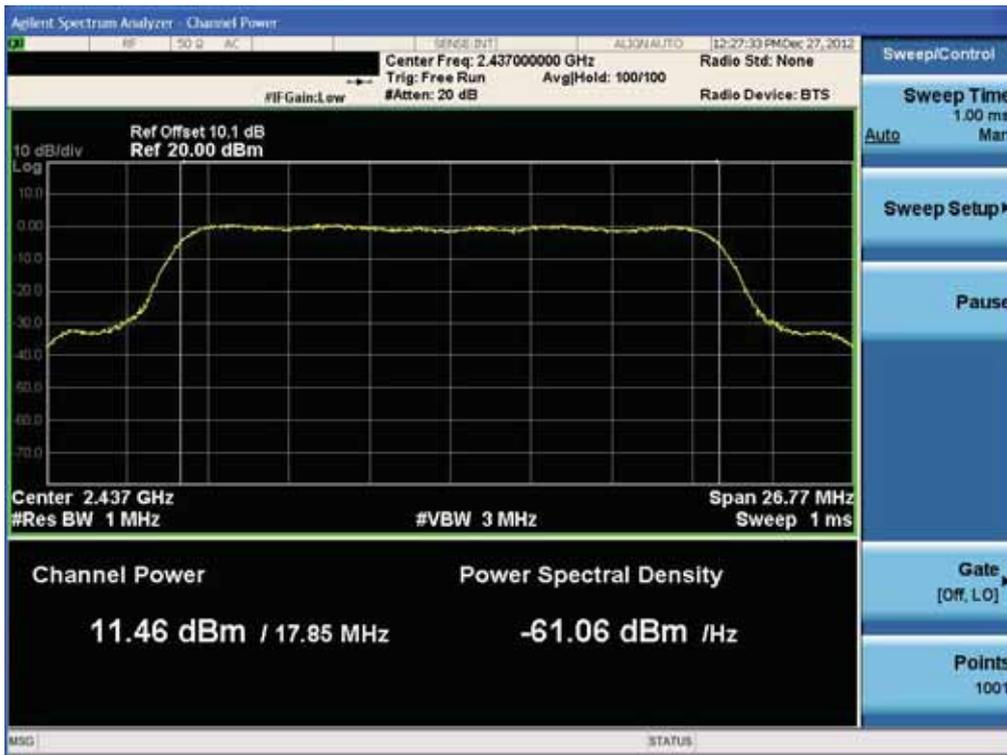 Agilent Spectrum Analyzer - Channel Power
RF 50 Ω AC SENSE:INT ALIGN AUTO 12:27:33 PM Dec 27, 2012
Center Freq: 2.437000000 GHz Radio Std: None
Trig: Free Run Avg|Hold: 100/100
#IFGain:Low #Atten: 20 dB Radio Device: BTS
Ref Offset 10.1 dB
10 dB/div Ref 20.00 dBm
Log
10.0
0.00
-10.0
-20.0
-30.0
-40.0
-50.0
-60.0
-70.0
Center 2.437 GHz Span 26.77 MHz
#Res BW 1 MHz #VBW 3 MHz Sweep 1 ms
Channel Power Power Spectral Density
11.46 dBm / 17.85 MHz -61.06 dBm /Hz
MSG STATUS
Sweep/Control
Sweep Time
1.00 ms
Auto Man
Sweep Setup
Pause
Gate
[Off, LO]
Points
1001